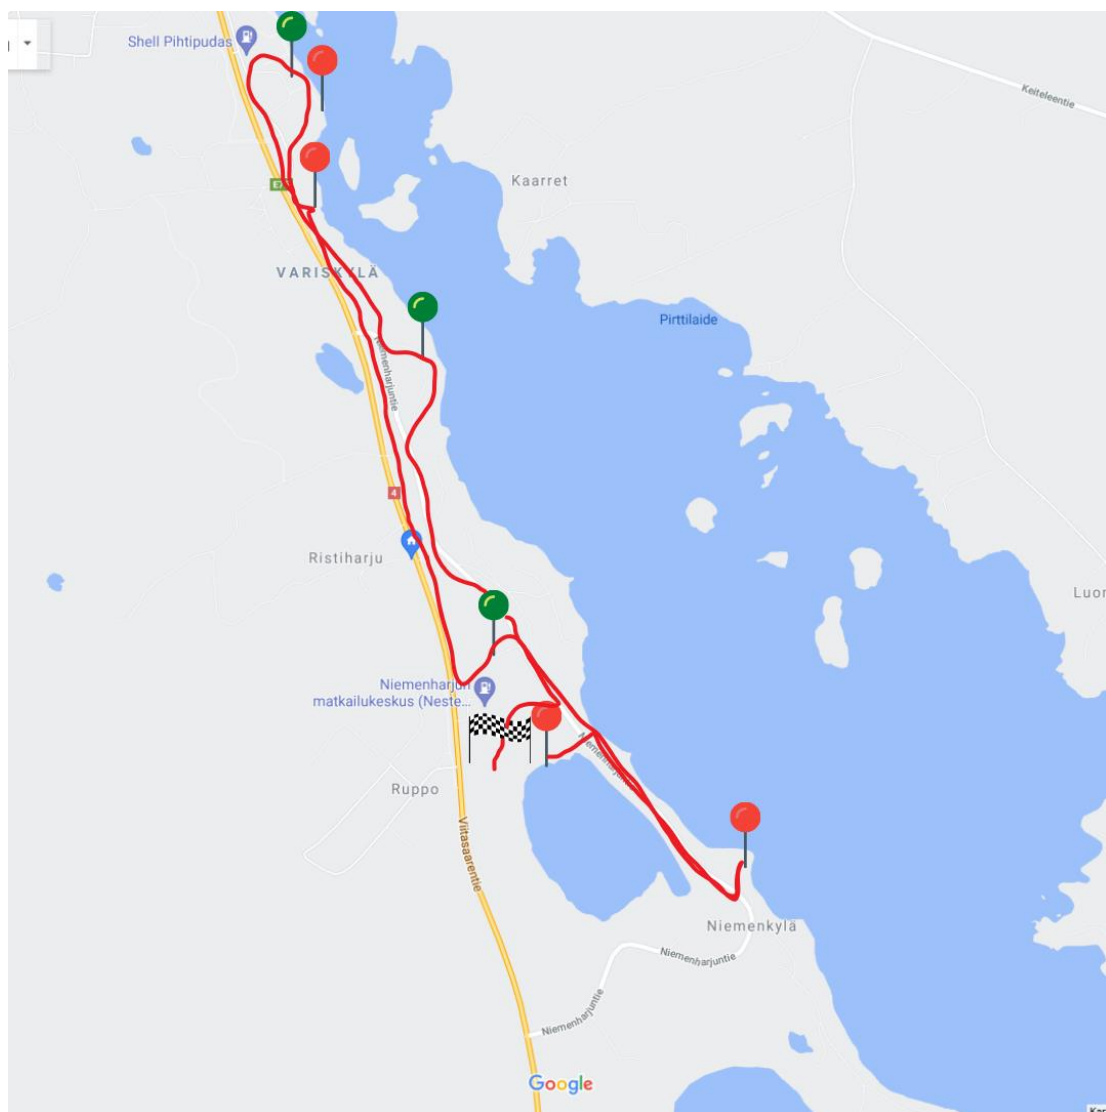 Shell Pihtipudas
Keiteleentie
Kaarret
VARISKYLÄ
Pirttilaide
Niemenharjuntie
4
Ristiharju
Niemenharjun
matkailukeskus (Neste...
Niemenharjuntie
Ruppo
Viitasaarentie
Niemenkylä
Niemenharjuntie
Niemenharjuntie
Google